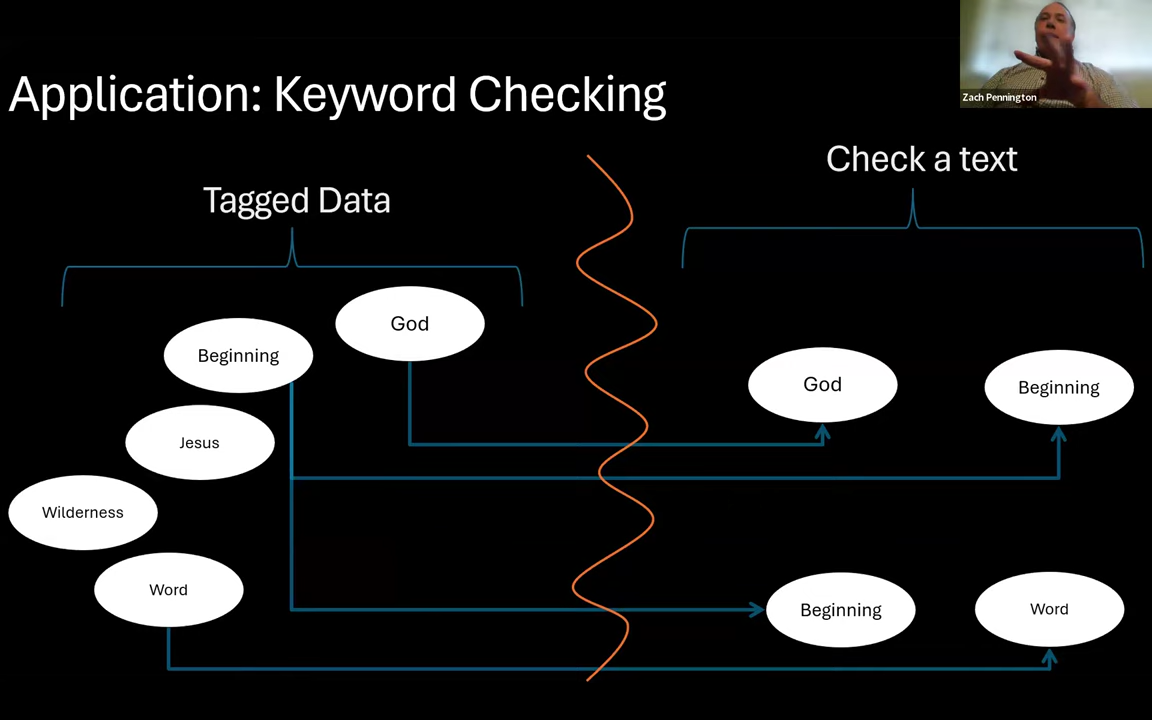 Application: Keyword Checking
Zach Pennington
Tagged Data
Check a text
God
Beginning
Jesus
Wilderness
Word
God
Beginning
Beginning
Word